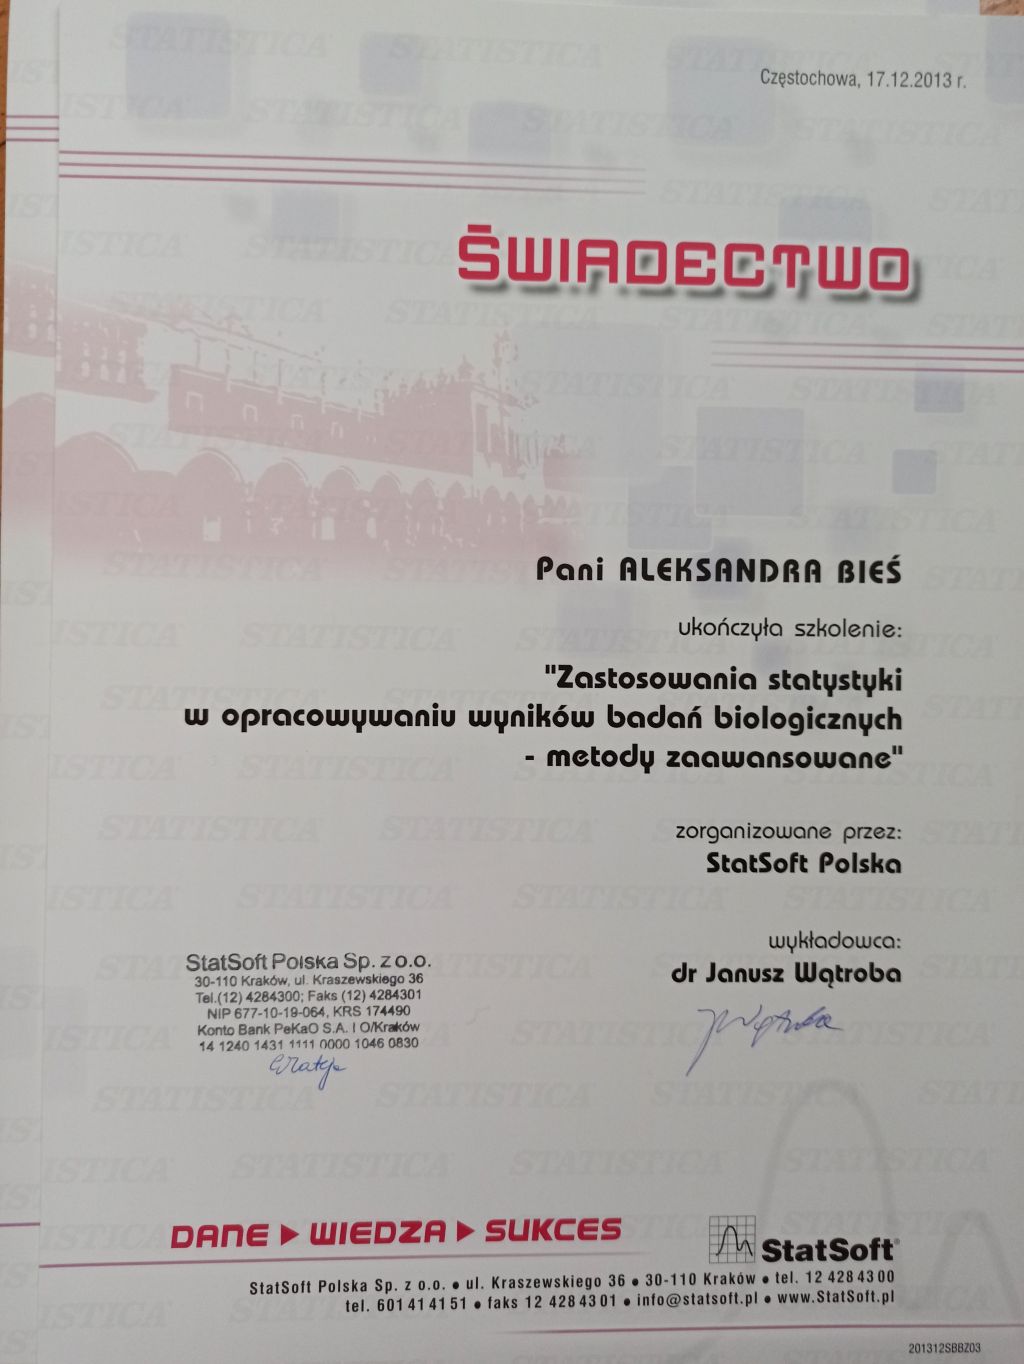 Częstochowa, 17.12.2013 r.
ŚWIADECTWO
Pani ALEKSANDRA BIEŚ
ukończyła szkolenie:
"Zastosowania statystyki
w opracowywaniu wyników badań biologicznych
- metody zaawansowane"
zorganizowane przez:
StatSoft Polska
wykładowca:
dr Janusz Wątroba
StatSoft Polska Sp. z o.o.
30-110 Kraków, ul. Kraszewskiego 36
Tel.(12) 4284300; Faks (12) 4284301
NIP 677-10-19-064, KRS 174490
Konto Bank PeKaO S.A. I O/Kraków
14 1240 1431 1111 0000 1046 0830
DANE ▶ WIEDZA ▶ SUKCES
StatSoft®
StatSoft Polska Sp. z o.o. • ul. Kraszewskiego 36 • 30-110 Kraków • tel. 12 428 43 00
tel. 601 41 41 51 • faks 12 428 43 01 • info@statsoft.pl • www.StatSoft.pl
201312SBBZ03